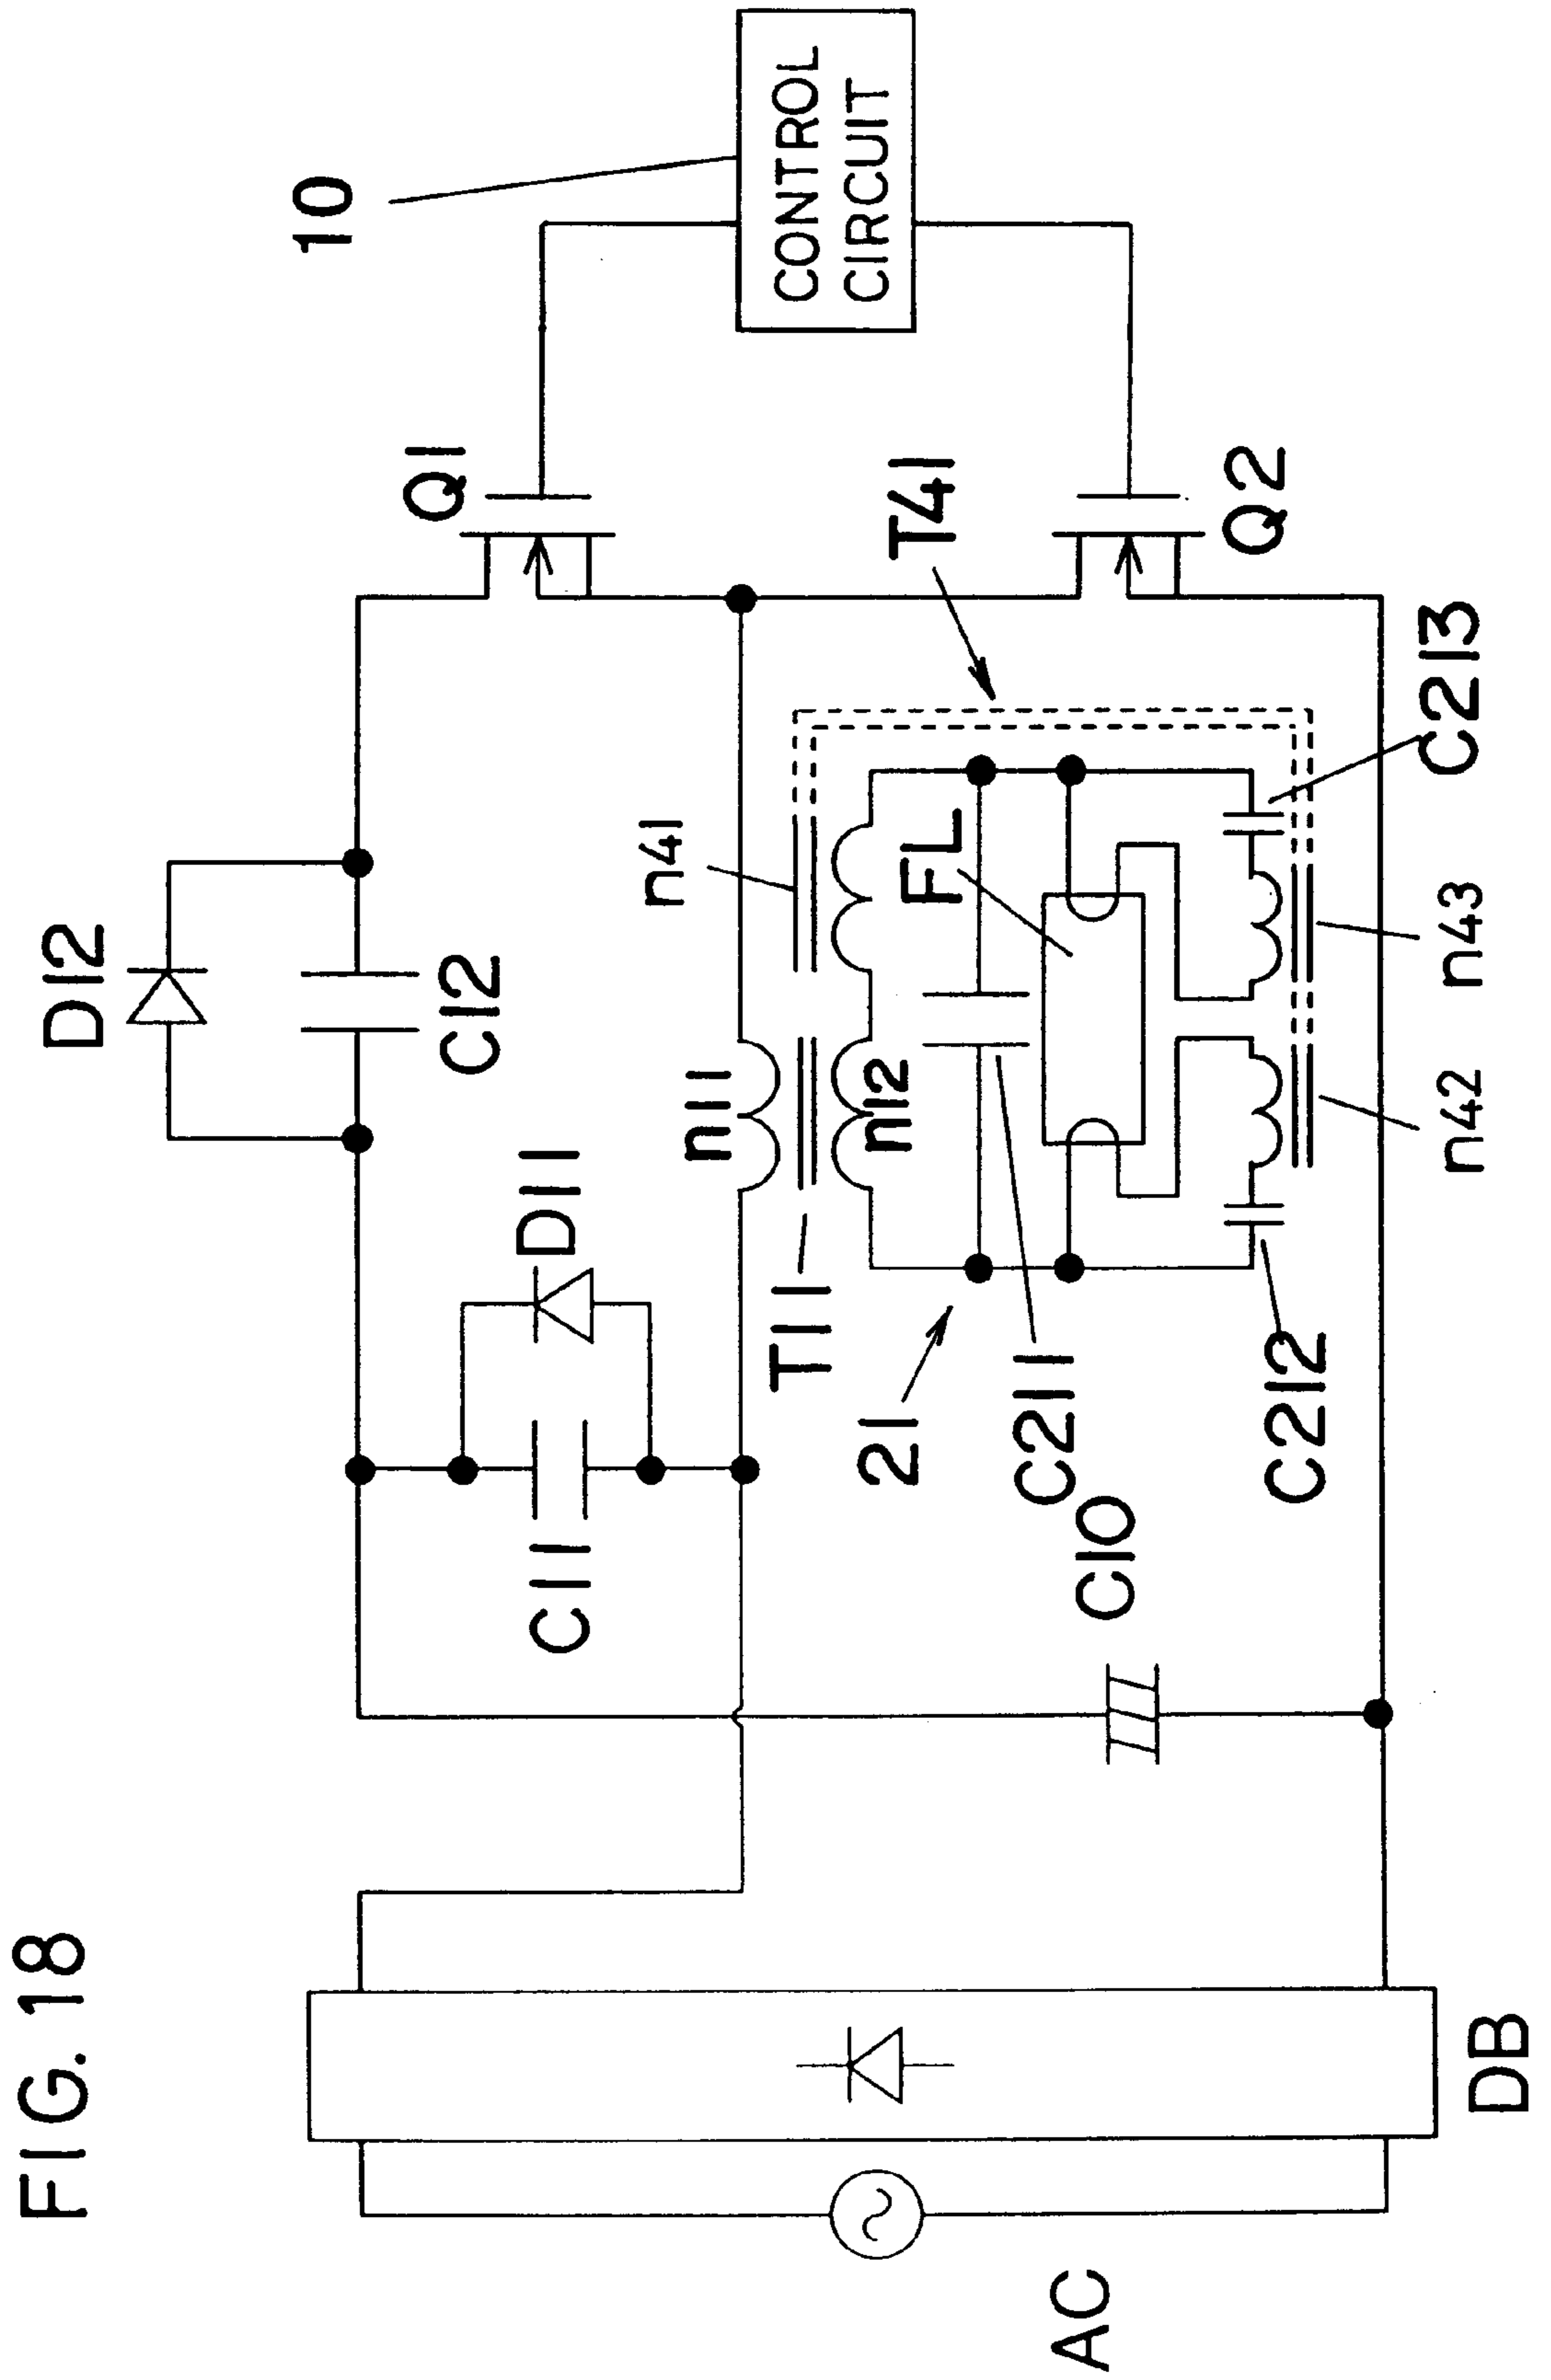 FIG. 18
D12
C12
10
CONTROL
CIRCUIT
Q1
D11
C11
n11
n41
T41
T11
n12
FL
Q2
21
C211
C10
C213
C212
n42
n43
AC
DB